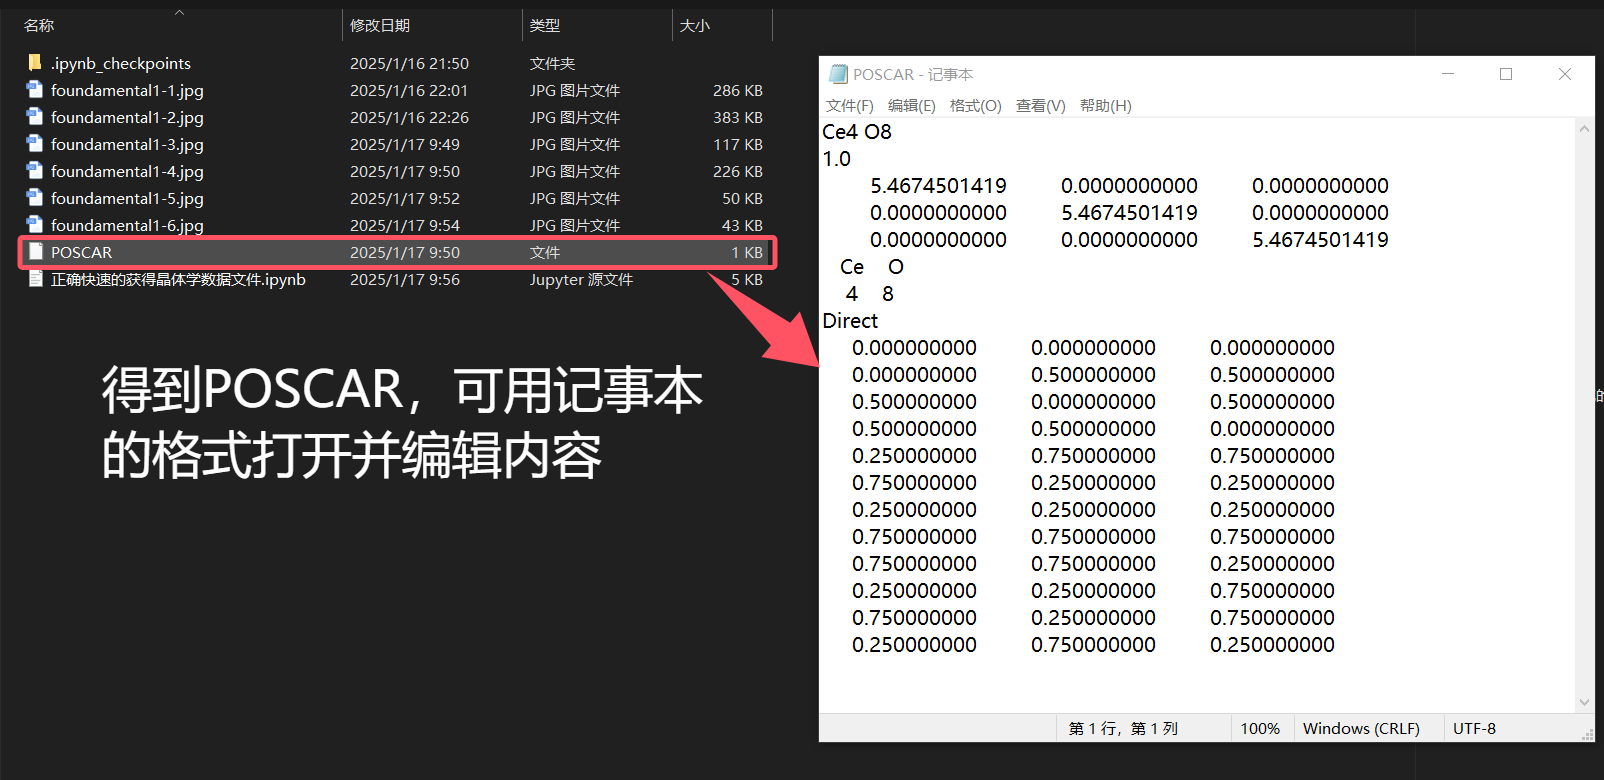 名称 修改日期 类型 大小
.ipynb_checkpoints 2025/1/16 21:50 文件夹
foundamental1-1.jpg 2025/1/16 22:01 JPG 图片文件 286 KB
foundamental1-2.jpg 2025/1/16 22:26 JPG 图片文件 383 KB
foundamental1-3.jpg 2025/1/17 9:49 JPG 图片文件 117 KB
foundamental1-4.jpg 2025/1/17 9:50 JPG 图片文件 226 KB
foundamental1-5.jpg 2025/1/17 9:52 JPG 图片文件 50 KB
foundamental1-6.jpg 2025/1/17 9:54 JPG 图片文件 43 KB
POSCAR 2025/1/17 9:50 文件 1 KB
正确快速的获得晶体学数据文件.ipynb 2025/1/17 9:56 Jupyter 源文件 5 KB
得到POSCAR，可用记事本
的格式打开并编辑内容
POSCAR - 记事本
文件(F) 编辑(E) 格式(O) 查看(V) 帮助(H)
Ce4 O8
1.0
5.4674501419 0.0000000000 0.0000000000
0.0000000000 5.4674501419 0.0000000000
0.0000000000 0.0000000000 5.4674501419
Ce O
4 8
Direct
0.000000000 0.000000000 0.000000000
0.000000000 0.500000000 0.500000000
0.500000000 0.000000000 0.500000000
0.500000000 0.500000000 0.000000000
0.250000000 0.750000000 0.750000000
0.750000000 0.250000000 0.250000000
0.250000000 0.250000000 0.250000000
0.750000000 0.750000000 0.750000000
0.750000000 0.750000000 0.250000000
0.250000000 0.250000000 0.750000000
0.750000000 0.250000000 0.750000000
0.250000000 0.750000000 0.250000000
第 1 行，第 1 列 100% Windows (CRLF) UTF-8